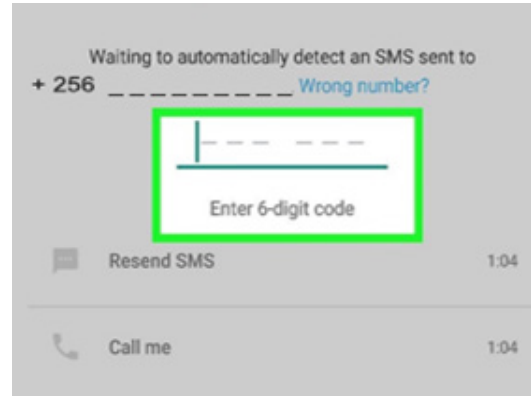 Waiting to automatically detect an SMS sent to
+ 256 _ _ _ _ _ _ _ _ _ Wrong number?
– – – – – –
Enter 6-digit code
Resend SMS 1:04
Call me 1:04